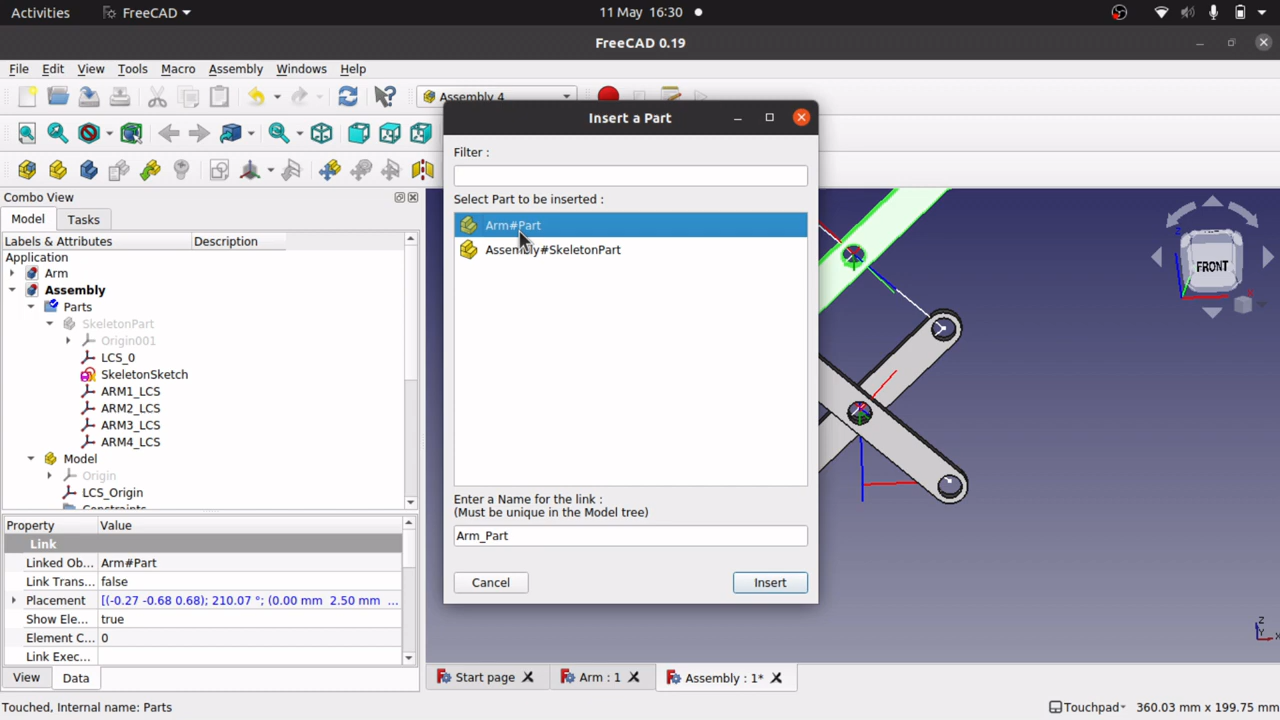 Activities
FreeCAD
11 May 16:30
FreeCAD 0.19
File Edit View Tools Macro Assembly Windows Help
Assembly 4
Insert a Part
Filter :
Select Part to be inserted :
Arm#Part
Assembly#SkeletonPart
Enter a Name for the link :
(Must be unique in the Model tree)
Arm_Part
Cancel
Insert
Combo View
Model Tasks
Labels & Attributes Description
Application
Arm
Assembly
Parts
SkeletonPart
Origin001
LCS_0
SkeletonSketch
ARM1_LCS
ARM2_LCS
ARM3_LCS
ARM4_LCS
Model
Origin
LCS_Origin
Constraints
Property Value
Link
Linked Ob... Arm#Part
Link Trans... false
Placement [(-0.27 -0.68 0.68); 210.07 °; (0.00 mm 2.50 mm ...
Show Ele... true
Element C... 0
Link Exec...
View Data
FRONT
Z
X
Z
Y
X
Start page
Arm : 1
Assembly : 1*
Touched, Internal name: Parts
Touchpad
360.03 mm x 199.75 mm